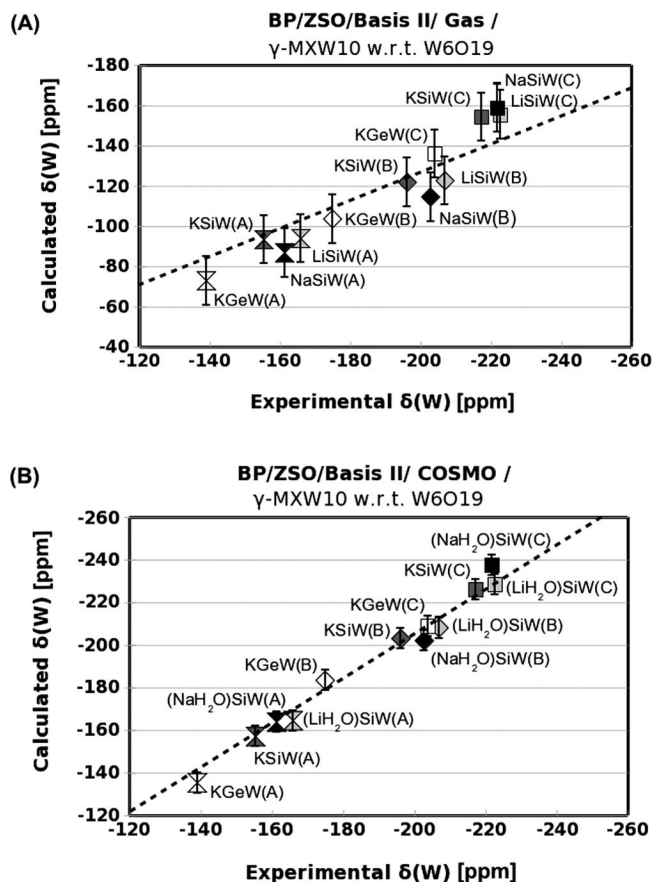 (A)
BP/ZSO/Basis II/ Gas /
γ-MXW10 w.r.t. W6O19
Calculated δ(W) [ppm]
-180
-160
-140
-120
-100
-80
-60
-40
NaSiW(C)
KSiW(C)
LiSiW(C)
KGeW(C)
KSiW(B)
LiSiW(B)
KGeW(B)
NaSiW(B)
KSiW(A)
LiSiW(A)
NaSiW(A)
KGeW(A)
-120 -140 -160 -180 -200 -220 -240 -260
Experimental δ(W) [ppm]
(B)
BP/ZSO/Basis II/ COSMO /
γ-MXW10 w.r.t. W6O19
Calculated δ(W) [ppm]
-260
-240
-220
-200
-180
-160
-140
-120
(NaH₂O)SiW(C)
KSiW(C)
(LiH₂O)SiW(C)
KGeW(C)
KSiW(B)
(LiH₂O)SiW(B)
(NaH₂O)SiW(B)
KGeW(B)
(NaH₂O)SiW(A)
(LiH₂O)SiW(A)
KSiW(A)
KGeW(A)
-120 -140 -160 -180 -200 -220 -240 -260
Experimental δ(W) [ppm]